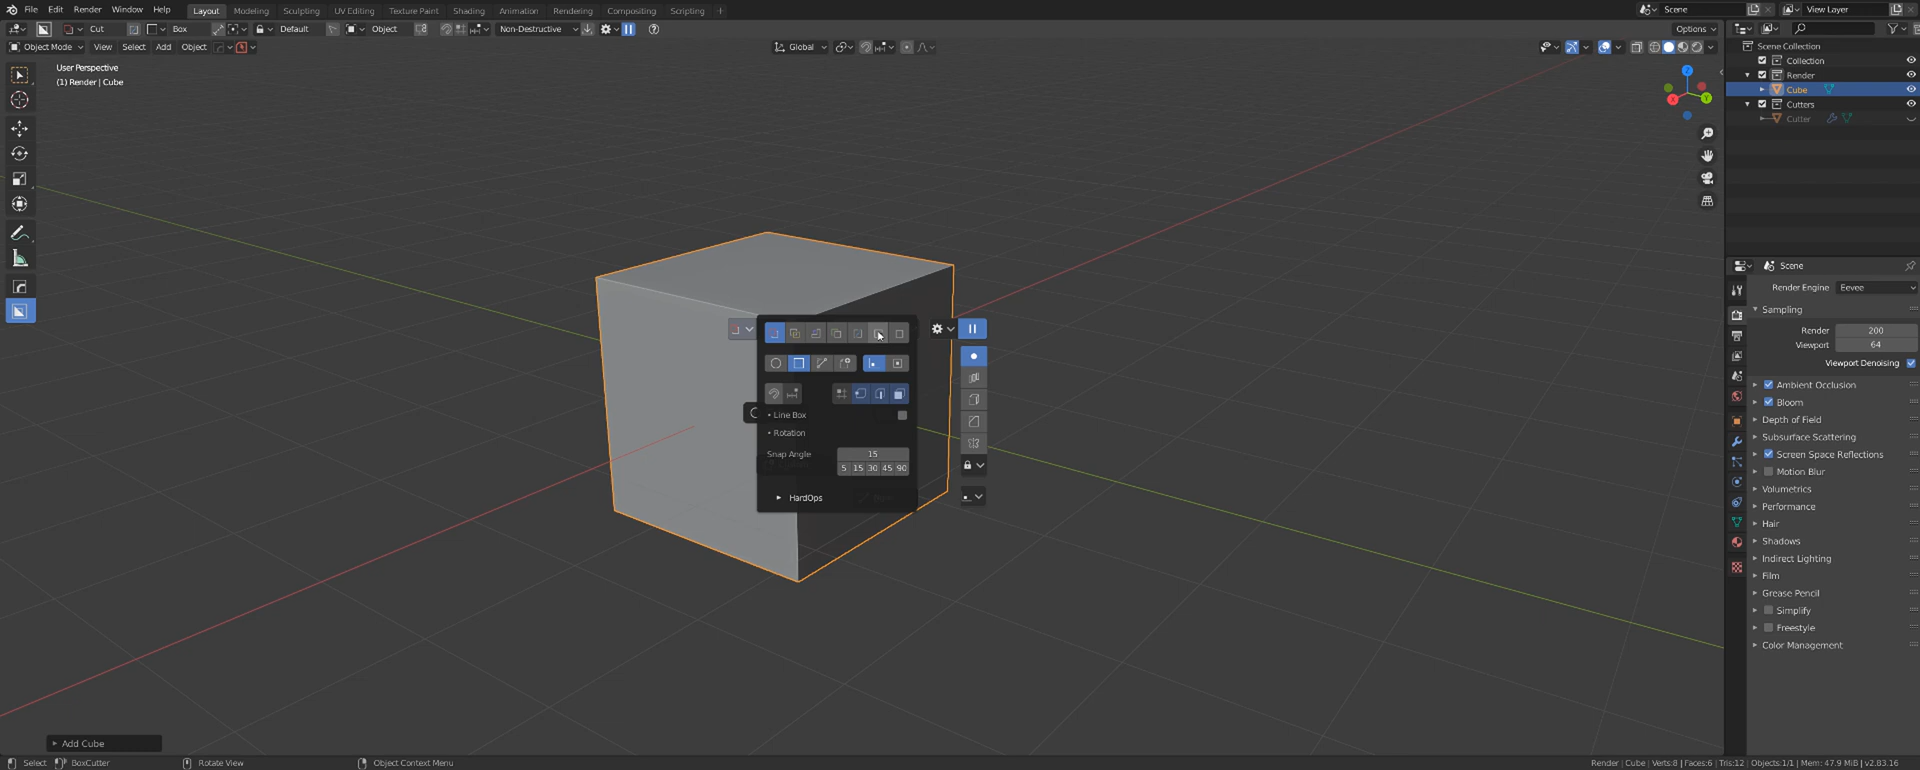 File Edit Render Window Help Layout Modeling Sculpting UV Editing Texture Paint Shading Animation Rendering Compositing Scripting + Scene View Layer
Cut Box Default Object Non-Destructive Options
Object Mode View Select Add Object Global
User Perspective
(1) Render | Cube
Scene Collection
Collection
Render
Cube
Cutters
Cutter
Z
X
Y
Scene
Render Engine Eevee
Sampling
Render 200
Viewport 64
Viewport Denoising
Ambient Occlusion
Bloom
Depth of Field
Subsurface Scattering
Screen Space Reflections
Motion Blur
Volumetrics
Performance
Hair
Shadows
Indirect Lighting
Film
Grease Pencil
Simplify
Freestyle
Color Management
• Line Box
• Rotation
Snap Angle 15
5 15 30 45 90
HardOps
Add Cube
Select BoxCutter Rotate View Object Context Menu Render | Cube | Verts:8 | Faces:6 | Tris:12 | Objects:1/1 | Mem: 47.9 MiB | v2.83.16